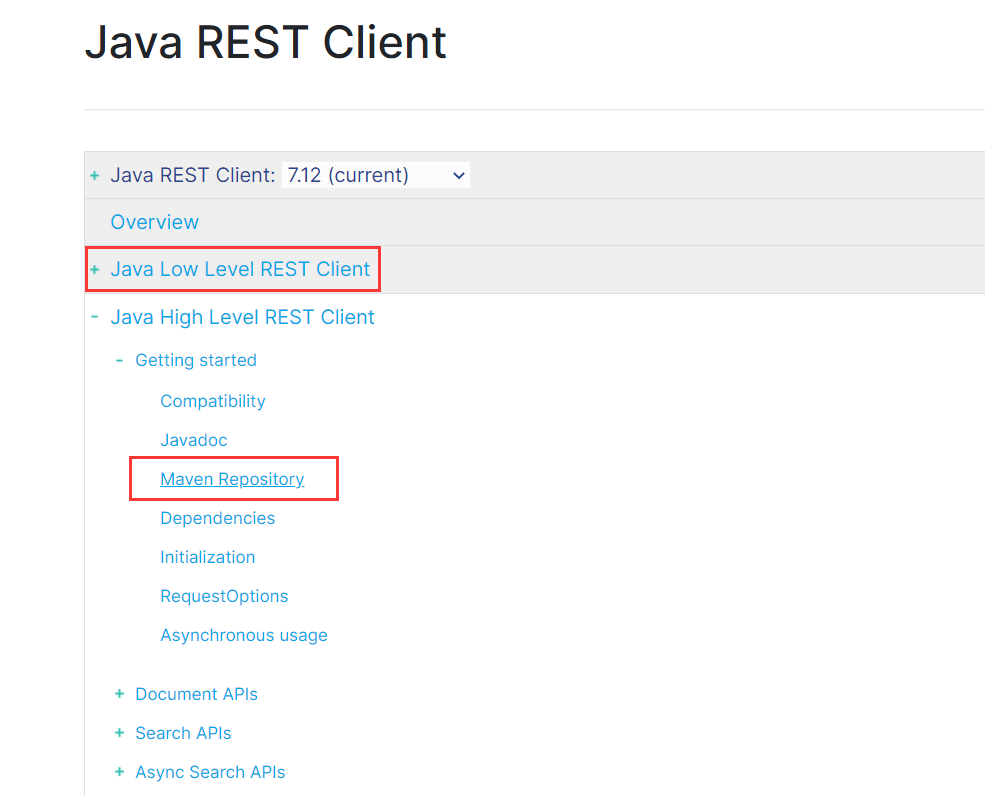 Java REST Client
+ Java REST Client: 7.12 (current)
Overview
+ Java Low Level REST Client
- Java High Level REST Client
- Getting started
Compatibility
Javadoc
Maven Repository
Dependencies
Initialization
RequestOptions
Asynchronous usage
+ Document APIs
+ Search APIs
+ Async Search APIs